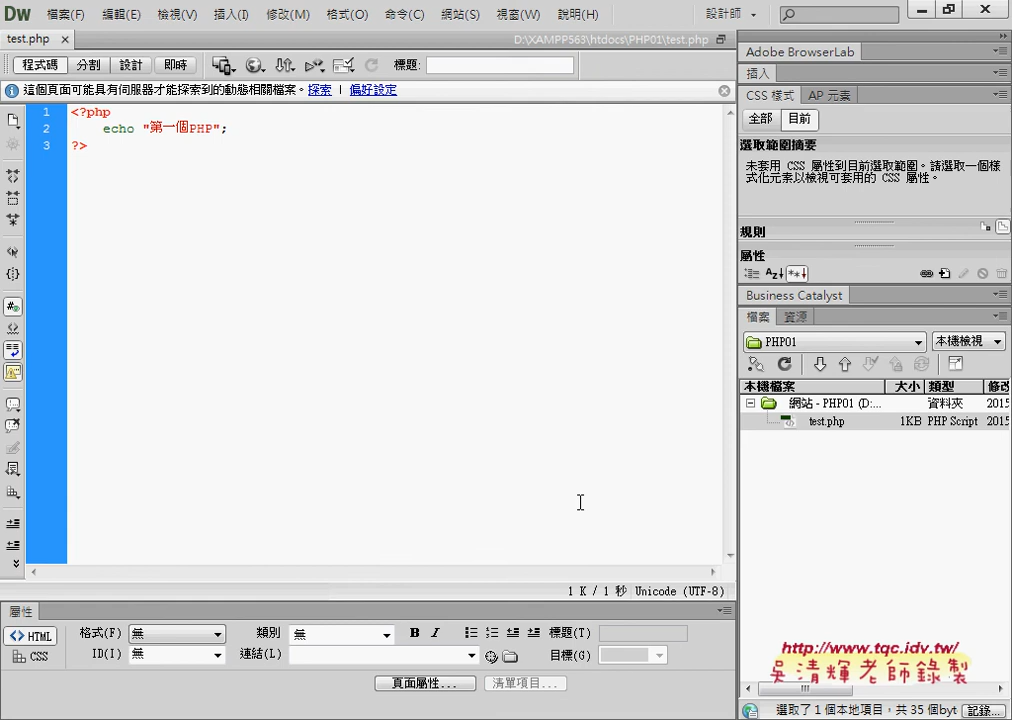 Dw 檔案(F) 編輯(E) 檢視(V) 插入(I) 修改(M) 格式(O) 命令(C) 網站(S) 視窗(W) 說明(H) 設計師
test.php × D:\XAMPP563\htdocs\PHP01\test.php
程式碼 分割 設計 即時 標題:
這個頁面可能具有伺服器才能探索到的動態相關檔案。探索 | 偏好設定
1 <?php
2 echo "第一個PHP";
3 ?>
1 K / 1 秒 Unicode (UTF-8)
屬性
<> HTML 格式(F) 無 類別 無 B I 標題(T)
CSS ID(I) 無 連結(L) 目標(G)
頁面屬性... 清單項目...
Adobe BrowserLab
插入
CSS 樣式 AP 元素
全部 目前
選取範圍摘要
未套用 CSS 屬性到目前選取範圍。請選取一個樣
式化元素以檢視可套用的 CSS 屬性。
規則
屬性
Business Catalyst
檔案 資源
PHP01 本機檢視
本機檔案 大小 類型 修改
網站 - PHP01 (D:... 資料夾 2015
test.php 1KB PHP Script 2015
http://www.tqc.idv.tw/
吳清輝老師錄製
選取了 1 個本地項目，共 35 個byt 記錄...